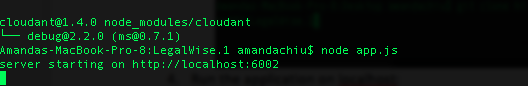 cloudant@1.4.0 node_modules/cloudant
└── debug@2.2.0 (ms@0.7.1)
Amandas-MacBook-Pro-8:LegalWise.1 amandachiu$ node app.js
server starting on http://localhost:6002